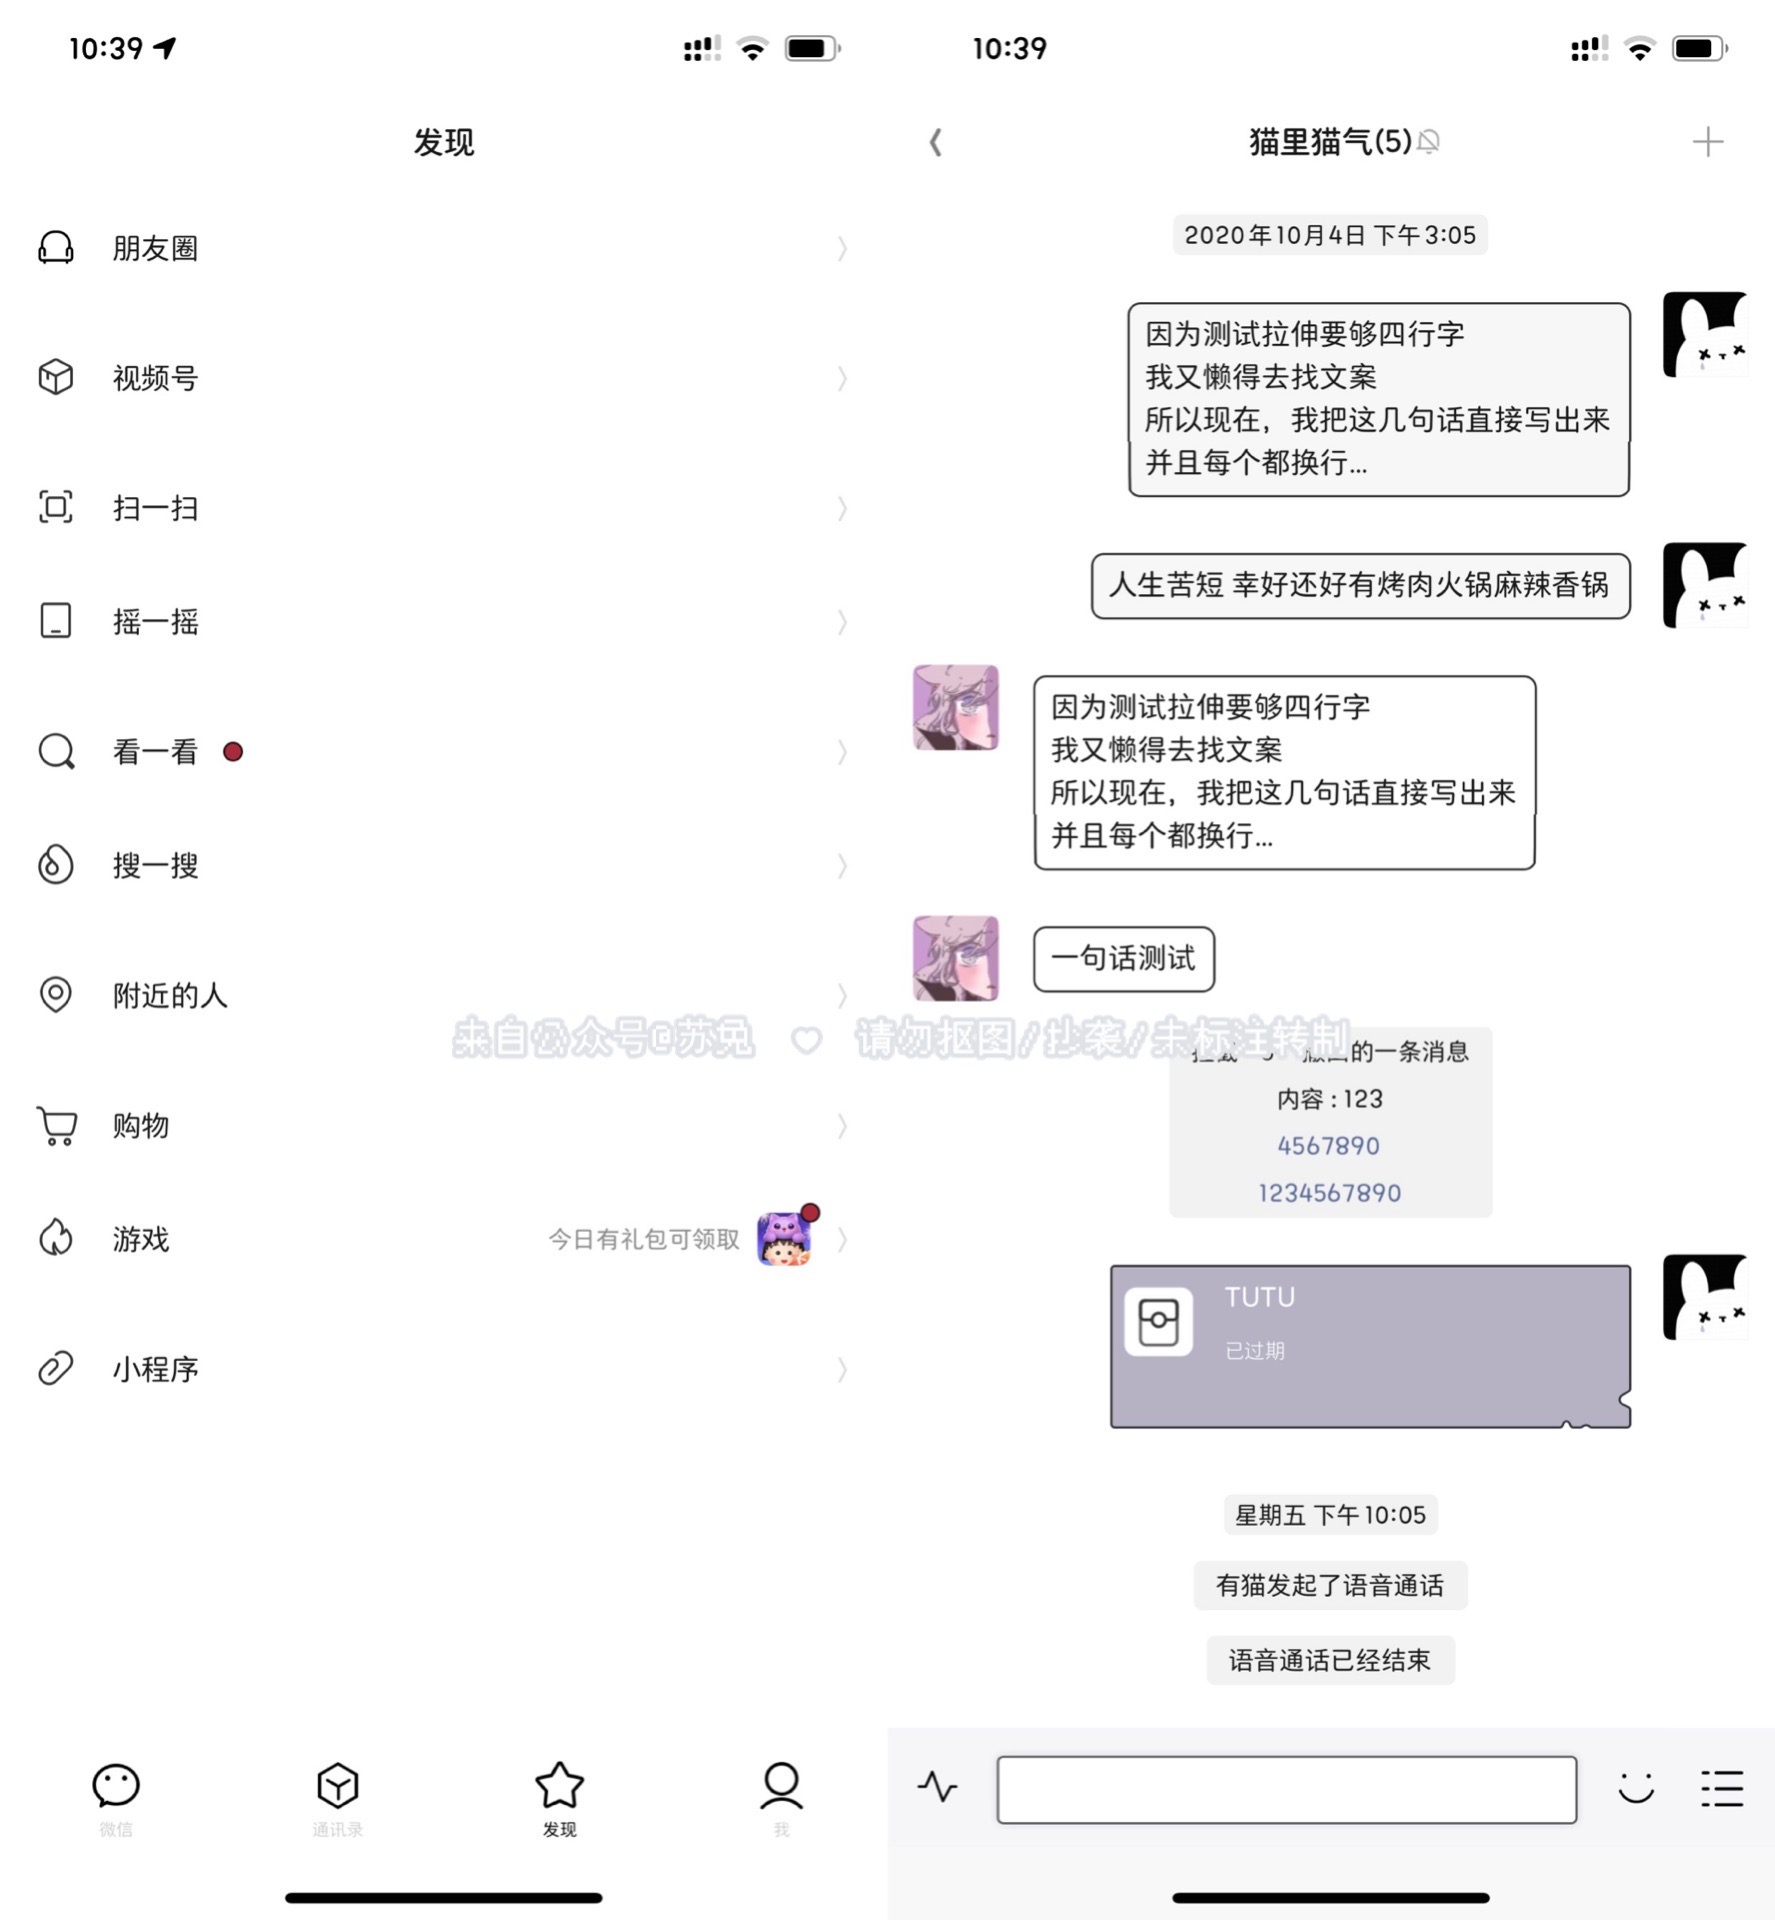 10:39
发现
朋友圈
视频号
扫一扫
摇一摇
看一看
搜一搜
附近的人
购物
游戏
今日有礼包可领取
小程序
微信
通讯录
发现
我
10:39
猫里猫气(5)
2020年10月4日 下午3:05
因为测试拉伸要够四行字
我又懒得去找文案
所以现在，我把这几句话直接写出来
并且每个都换行...
人生苦短 幸好还好有烤肉火锅麻辣香锅
因为测试拉伸要够四行字
我又懒得去找文案
所以现在，我把这几句话直接写出来
并且每个都换行...
一句话测试
来自公众号@苏兔 请勿抠图/抄袭/未标注转制
的一条消息
内容 : 123
4567890
1234567890
TUTU
已过期
星期五 下午10:05
有猫发起了语音通话
语音通话已经结束